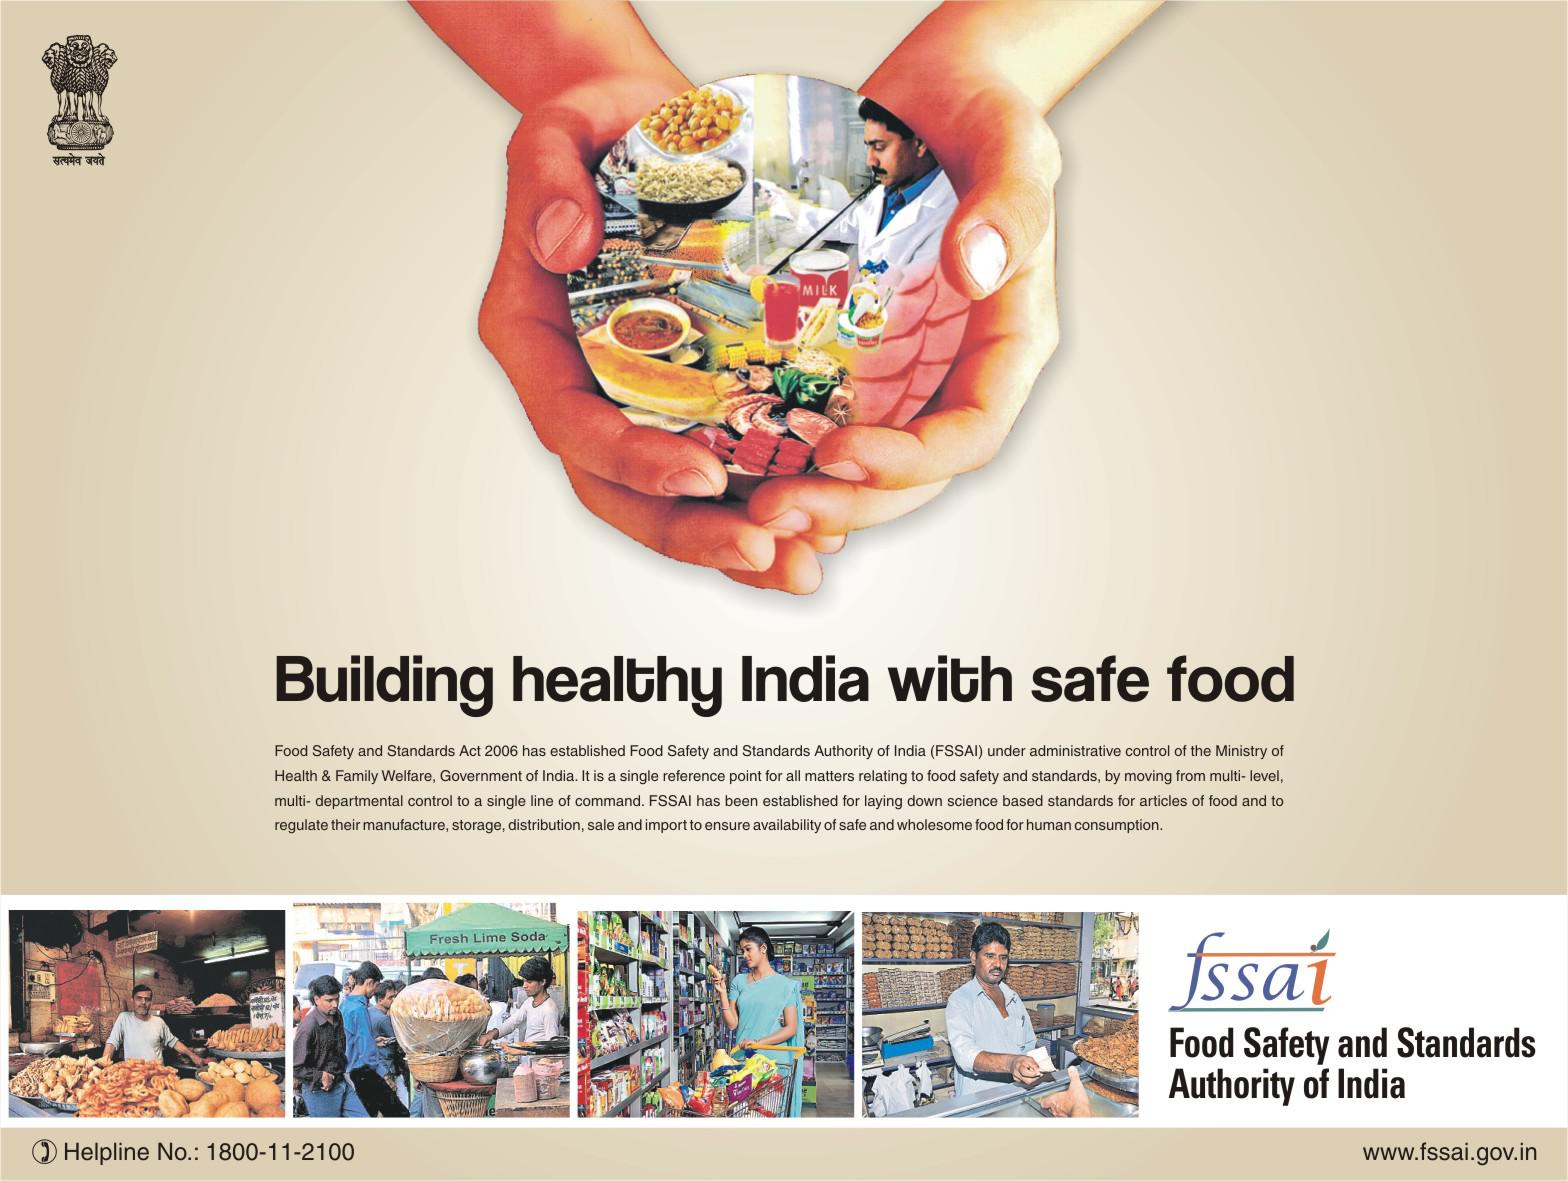 सत्यमेव जयते
MILK
Building healthy India with safe food
Food Safety and Standards Act 2006 has established Food Safety and Standards Authority of India (FSSAI) under administrative control of the Ministry of
Health & Family Welfare, Government of India. It is a single reference point for all matters relating to food safety and standards, by moving from multi- level,
multi- departmental control to a single line of command. FSSAI has been established for laying down science based standards for articles of food and to
regulate their manufacture, storage, distribution, sale and import to ensure availability of safe and wholesome food for human consumption.
Fresh Lime Soda
fssai
Food Safety and Standards
Authority of India
Helpline No.: 1800-11-2100
www.fssai.gov.in